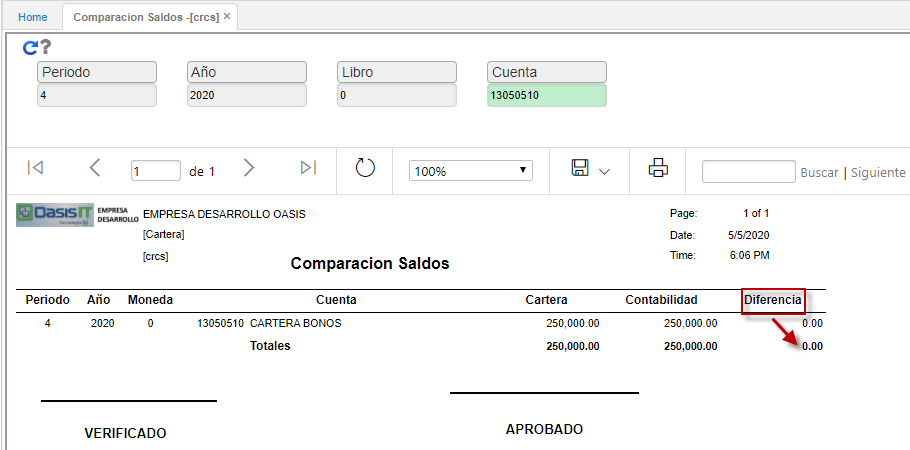 Home
Comparacion Saldos -[crcs] ×
Periodo Año Libro Cuenta
4 2020 0 13050510
1 de 1 100% Buscar | Siguiente
OasisIT EMPRESA DESARROLLO EMPRESA DESARROLLO OASIS Page: 1 of 1
[Cartera] Date: 5/5/2020
[crcs] Time: 6:06 PM
Comparacion Saldos
Periodo Año Moneda Cuenta Cartera Contabilidad Diferencia
4 2020 0 13050510 CARTERA BONOS 250,000.00 250,000.00 0.00
Totales 250,000.00 250,000.00 0.00
VERIFICADO APROBADO